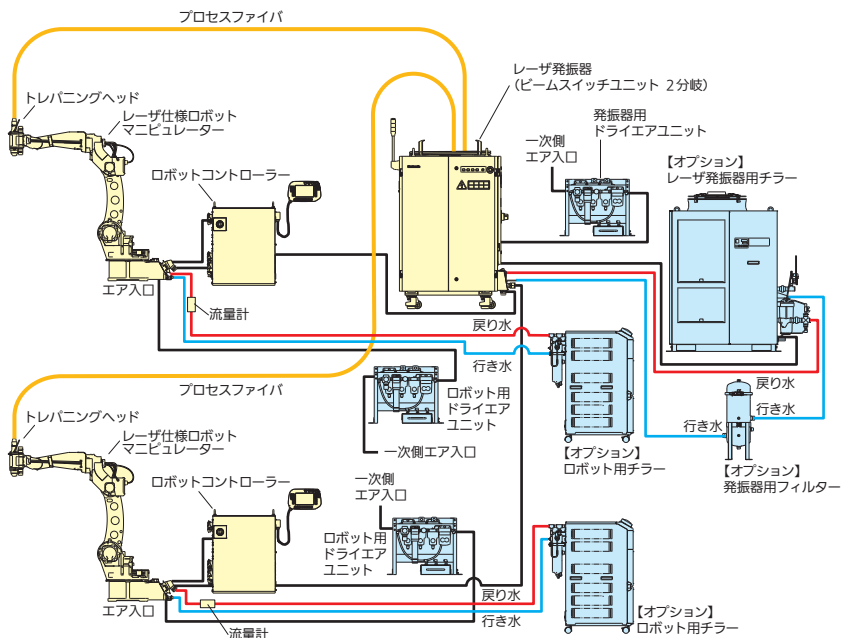 プロセスファイバ
トレパニングヘッド
レーザ仕様ロボット
マニピュレーター
ロボットコントローラー
レーザ発振器
（ビームスイッチユニット 2分岐）
発振器用
ドライエアユニット
一次側
エア入口
【オプション】
レーザ発振器用チラー
エア入口
流量計
戻り水
行き水
プロセスファイバ
ロボット用
ドライエア
ユニット
一次側エア入口
【オプション】
ロボット用チラー
戻り水
行き水
行き水
【オプション】
発振器用フィルター
トレパニングヘッド
レーザ仕様ロボット
マニピュレーター
ロボットコントローラー
一次側
エア入口
ロボット用
ドライエア
ユニット
エア入口
流量計
戻り水
行き水
【オプション】
ロボット用チラー